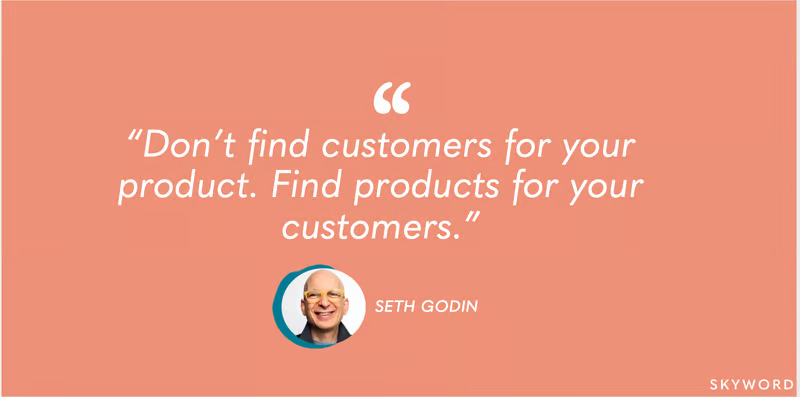 “
“Don’t find customers for your
product. Find products for your
customers.”
SETH GODIN
SKYWORD